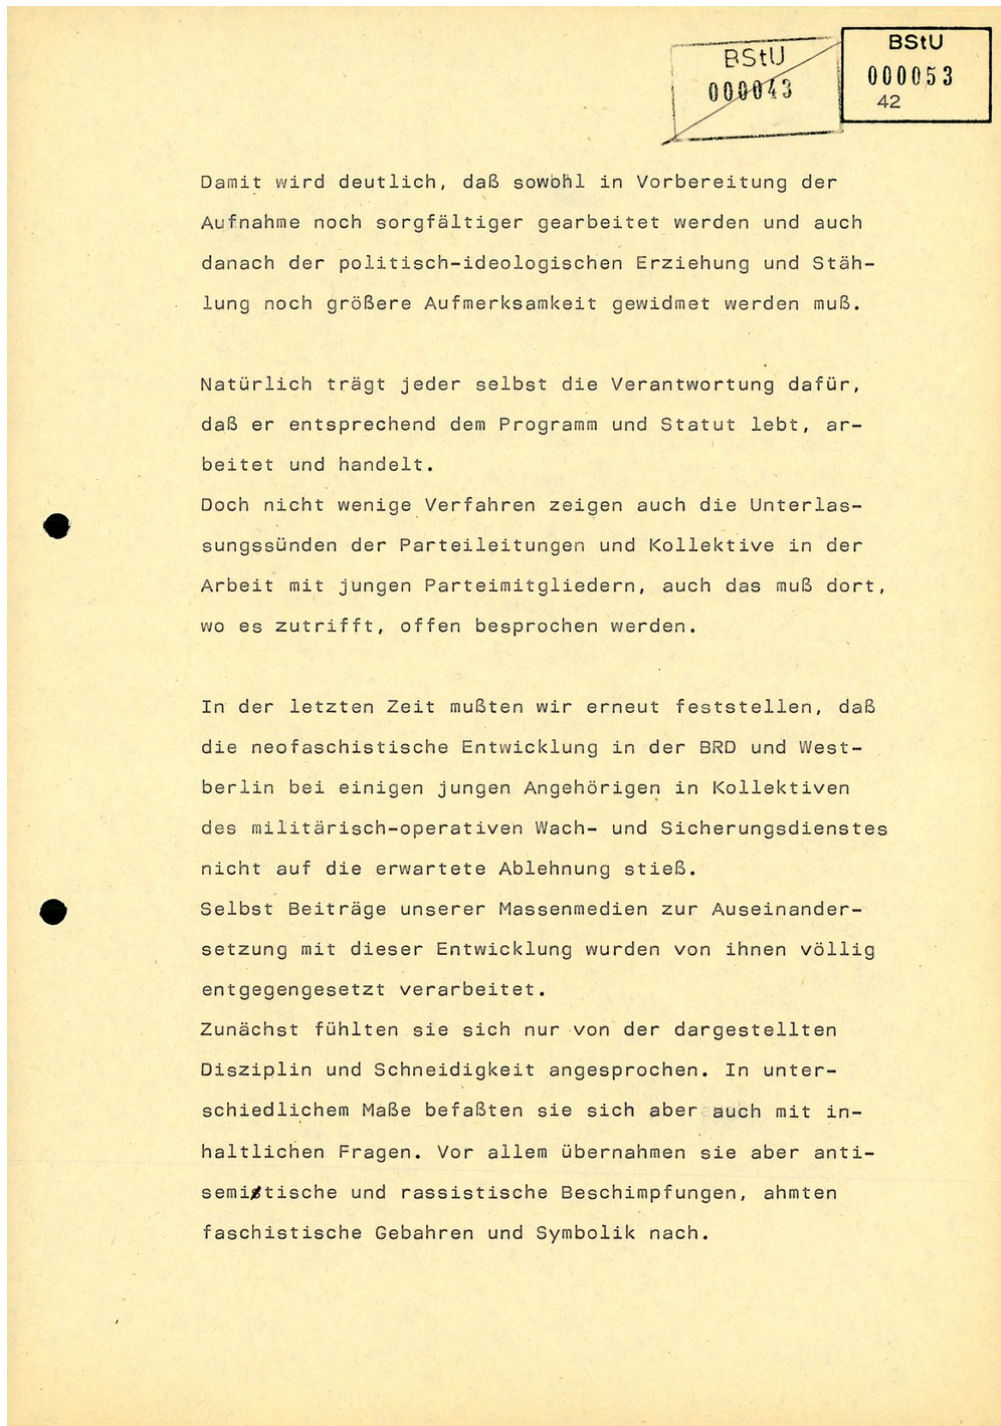 BStU
000043
BStU
000053
42
Damit wird deutlich, daß sowohl in Vorbereitung der
Aufnahme noch sorgfältiger gearbeitet werden und auch
danach der politisch-ideologischen Erziehung und Stäh-
lung noch größere Aufmerksamkeit gewidmet werden muß.
Natürlich trägt jeder selbst die Verantwortung dafür,
daß er entsprechend dem Programm und Statut lebt, ar-
beitet und handelt.
Doch nicht wenige Verfahren zeigen auch die Unterlas-
sungssünden der Parteileitungen und Kollektive in der
Arbeit mit jungen Parteimitgliedern, auch das muß dort,
wo es zutrifft, offen besprochen werden.
In der letzten Zeit mußten wir erneut feststellen, daß
die neofaschistische Entwicklung in der BRD und West-
berlin bei einigen jungen Angehörigen in Kollektiven
des militärisch-operativen Wach- und Sicherungsdienstes
nicht auf die erwartete Ablehnung stieß.
Selbst Beiträge unserer Massenmedien zur Auseinander-
setzung mit dieser Entwicklung wurden von ihnen völlig
entgegengesetzt verarbeitet.
Zunächst fühlten sie sich nur von der dargestellten
Disziplin und Schneidigkeit angesprochen. In unter-
schiedlichem Maße befaßten sie sich aber auch mit in-
haltlichen Fragen. Vor allem übernahmen sie aber anti-
semitische und rassistische Beschimpfungen, ahmten
faschistische Gebahren und Symbolik nach.